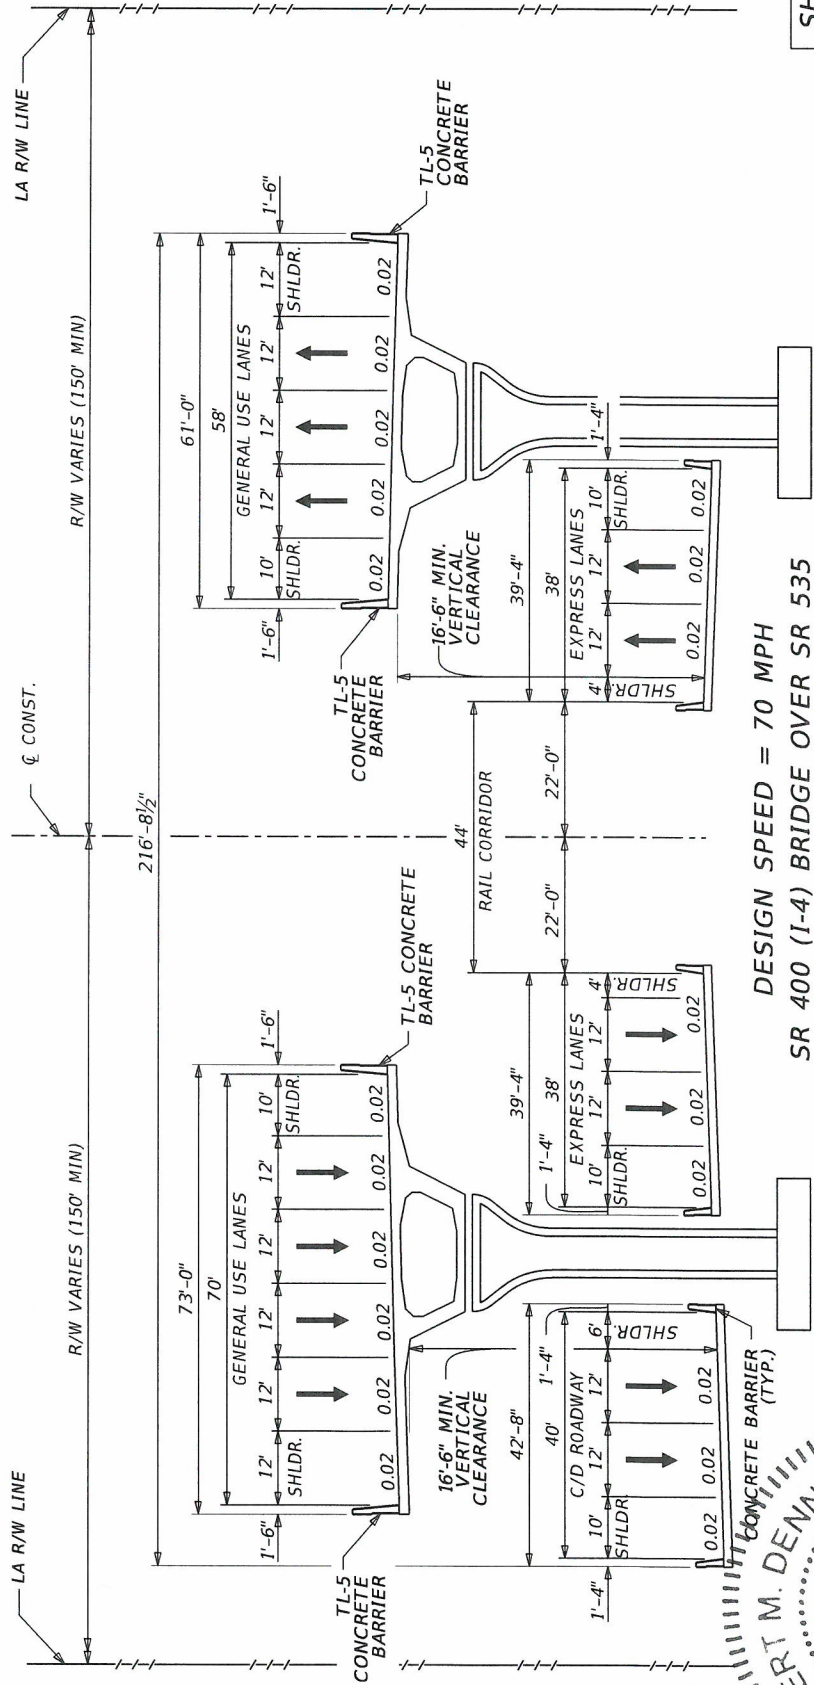 LA R/W LINE
LA R/W LINE
℄ CONST.
R/W VARIES (150' MIN)
R/W VARIES (150' MIN)
216'-8½"
73'-0"
70'
GENERAL USE LANES
1'-6"
12'
12'
12'
12'
12'
10'
1'-6"
SHLDR.
SHLDR.
0.02
0.02
0.02
0.02
0.02
0.02
TL-5
CONCRETE
BARRIER
TL-5 CONCRETE
BARRIER
61'-0"
58'
GENERAL USE LANES
1'-6"
10'
12'
12'
12'
12'
1'-6"
SHLDR.
SHLDR.
0.02
0.02
0.02
0.02
0.02
TL-5
CONCRETE
BARRIER
TL-5
CONCRETE
BARRIER
16'-6" MIN.
VERTICAL
CLEARANCE
42'-8"
40'
1'-4"
C/D ROADWAY
1'-4"
10'
12'
12'
6'
SHLDR.
SHLDR.
0.02
0.02
0.02
CONCRETE BARRIER
(TYP.)
39'-4"
38'
1'-4"
EXPRESS LANES
10'
12'
12'
4'
SHLDR.
SHLDR.
0.02
0.02
0.02
44'
RAIL CORRIDOR
22'-0"
22'-0"
16'-6" MIN.
VERTICAL
CLEARANCE
39'-4"
38'
EXPRESS LANES
4'
12'
12'
10'
1'-4"
SHLDR.
SHLDR.
0.02
0.02
0.02
DESIGN SPEED = 70 MPH
SR 400 (I-4) BRIDGE OVER SR 535